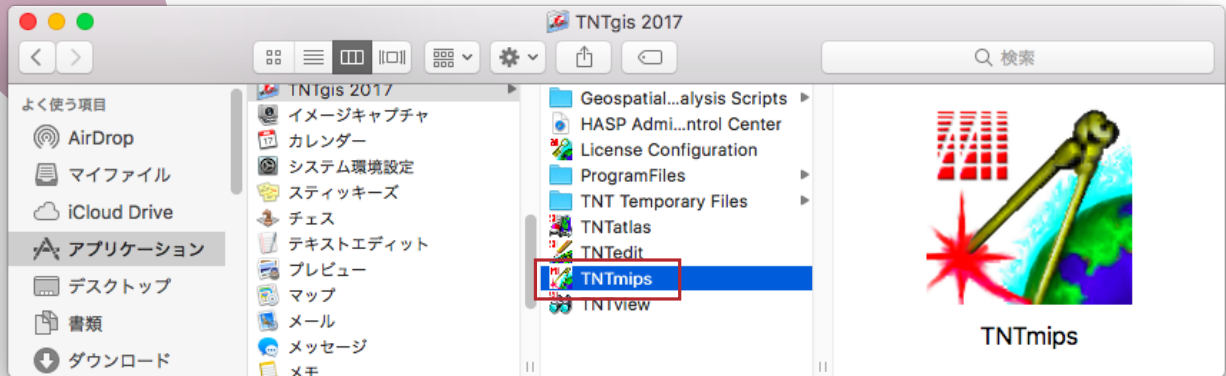 TNTgis 2017
検索
よく使う項目
AirDrop
マイファイル
iCloud Drive
アプリケーション
デスクトップ
書類
ダウンロード
TNTgis 2017
イメージキャプチャ
カレンダー
システム環境設定
スティッキーズ
チェス
テキストエディット
プレビュー
マップ
メール
メッセージ
メモ
Geospatial...alysis Scripts
HASP Admi...ntrol Center
License Configuration
ProgramFiles
TNT Temporary Files
TNTatlas
TNTedit
TNTmips
TNTview
TNTmips